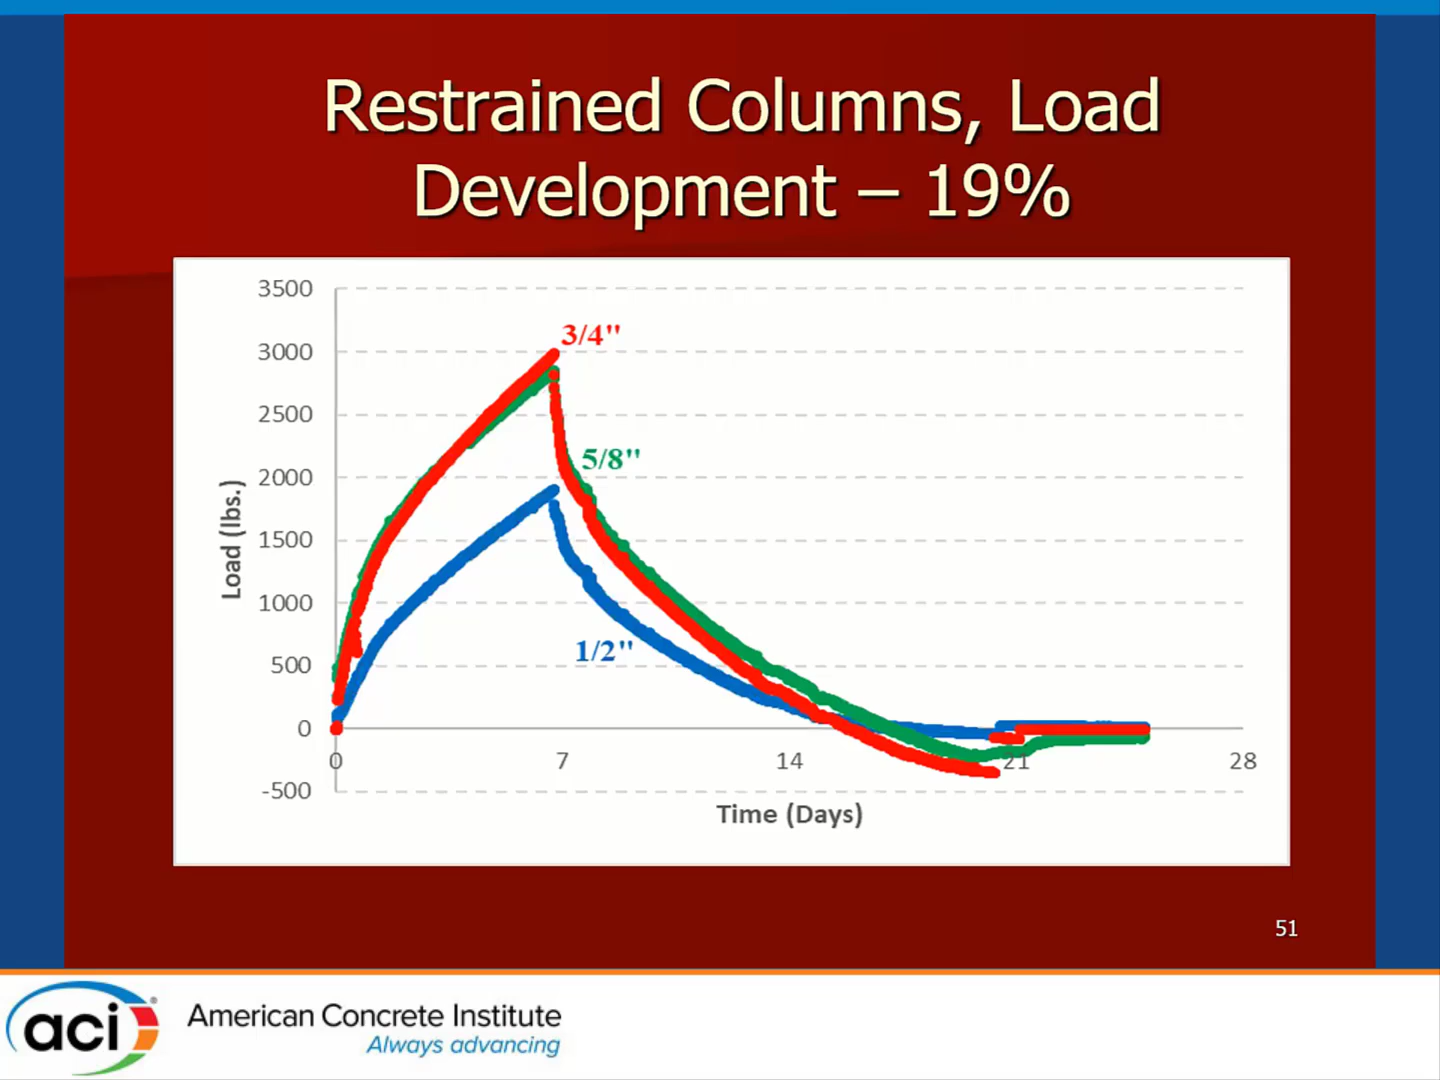 Restrained Columns, Load
Development – 19%
3500
3000
2500
2000
1500
1000
500
0
-500
Load (lbs.)
3/4"
5/8"
1/2"
0
7
14
21
28
Time (Days)
51
aci
American Concrete Institute
Always advancing